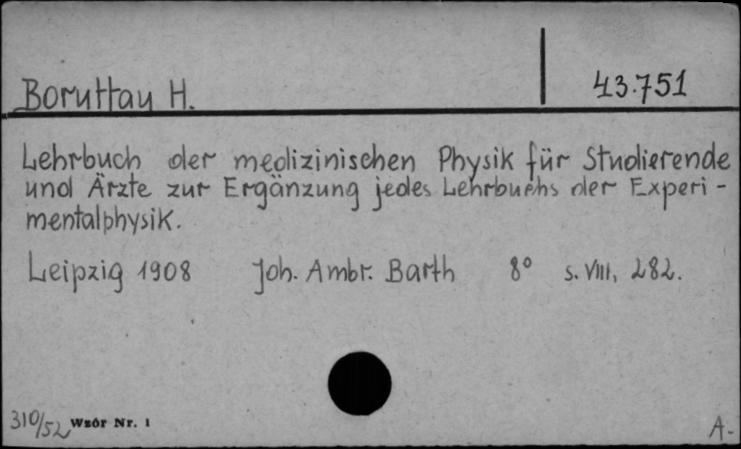 Boruttau H.
43.751
Lehrbuch der medizinischen Physik für Studierende
und Ärzte zur Ergänzung jedes Lehrbuchs der Experi-
mentalphysik.
Leipzig 1908 Joh. Ambr. Barth 8° s. VIII, 282.
310/52 Wzór Nr. 1
A-